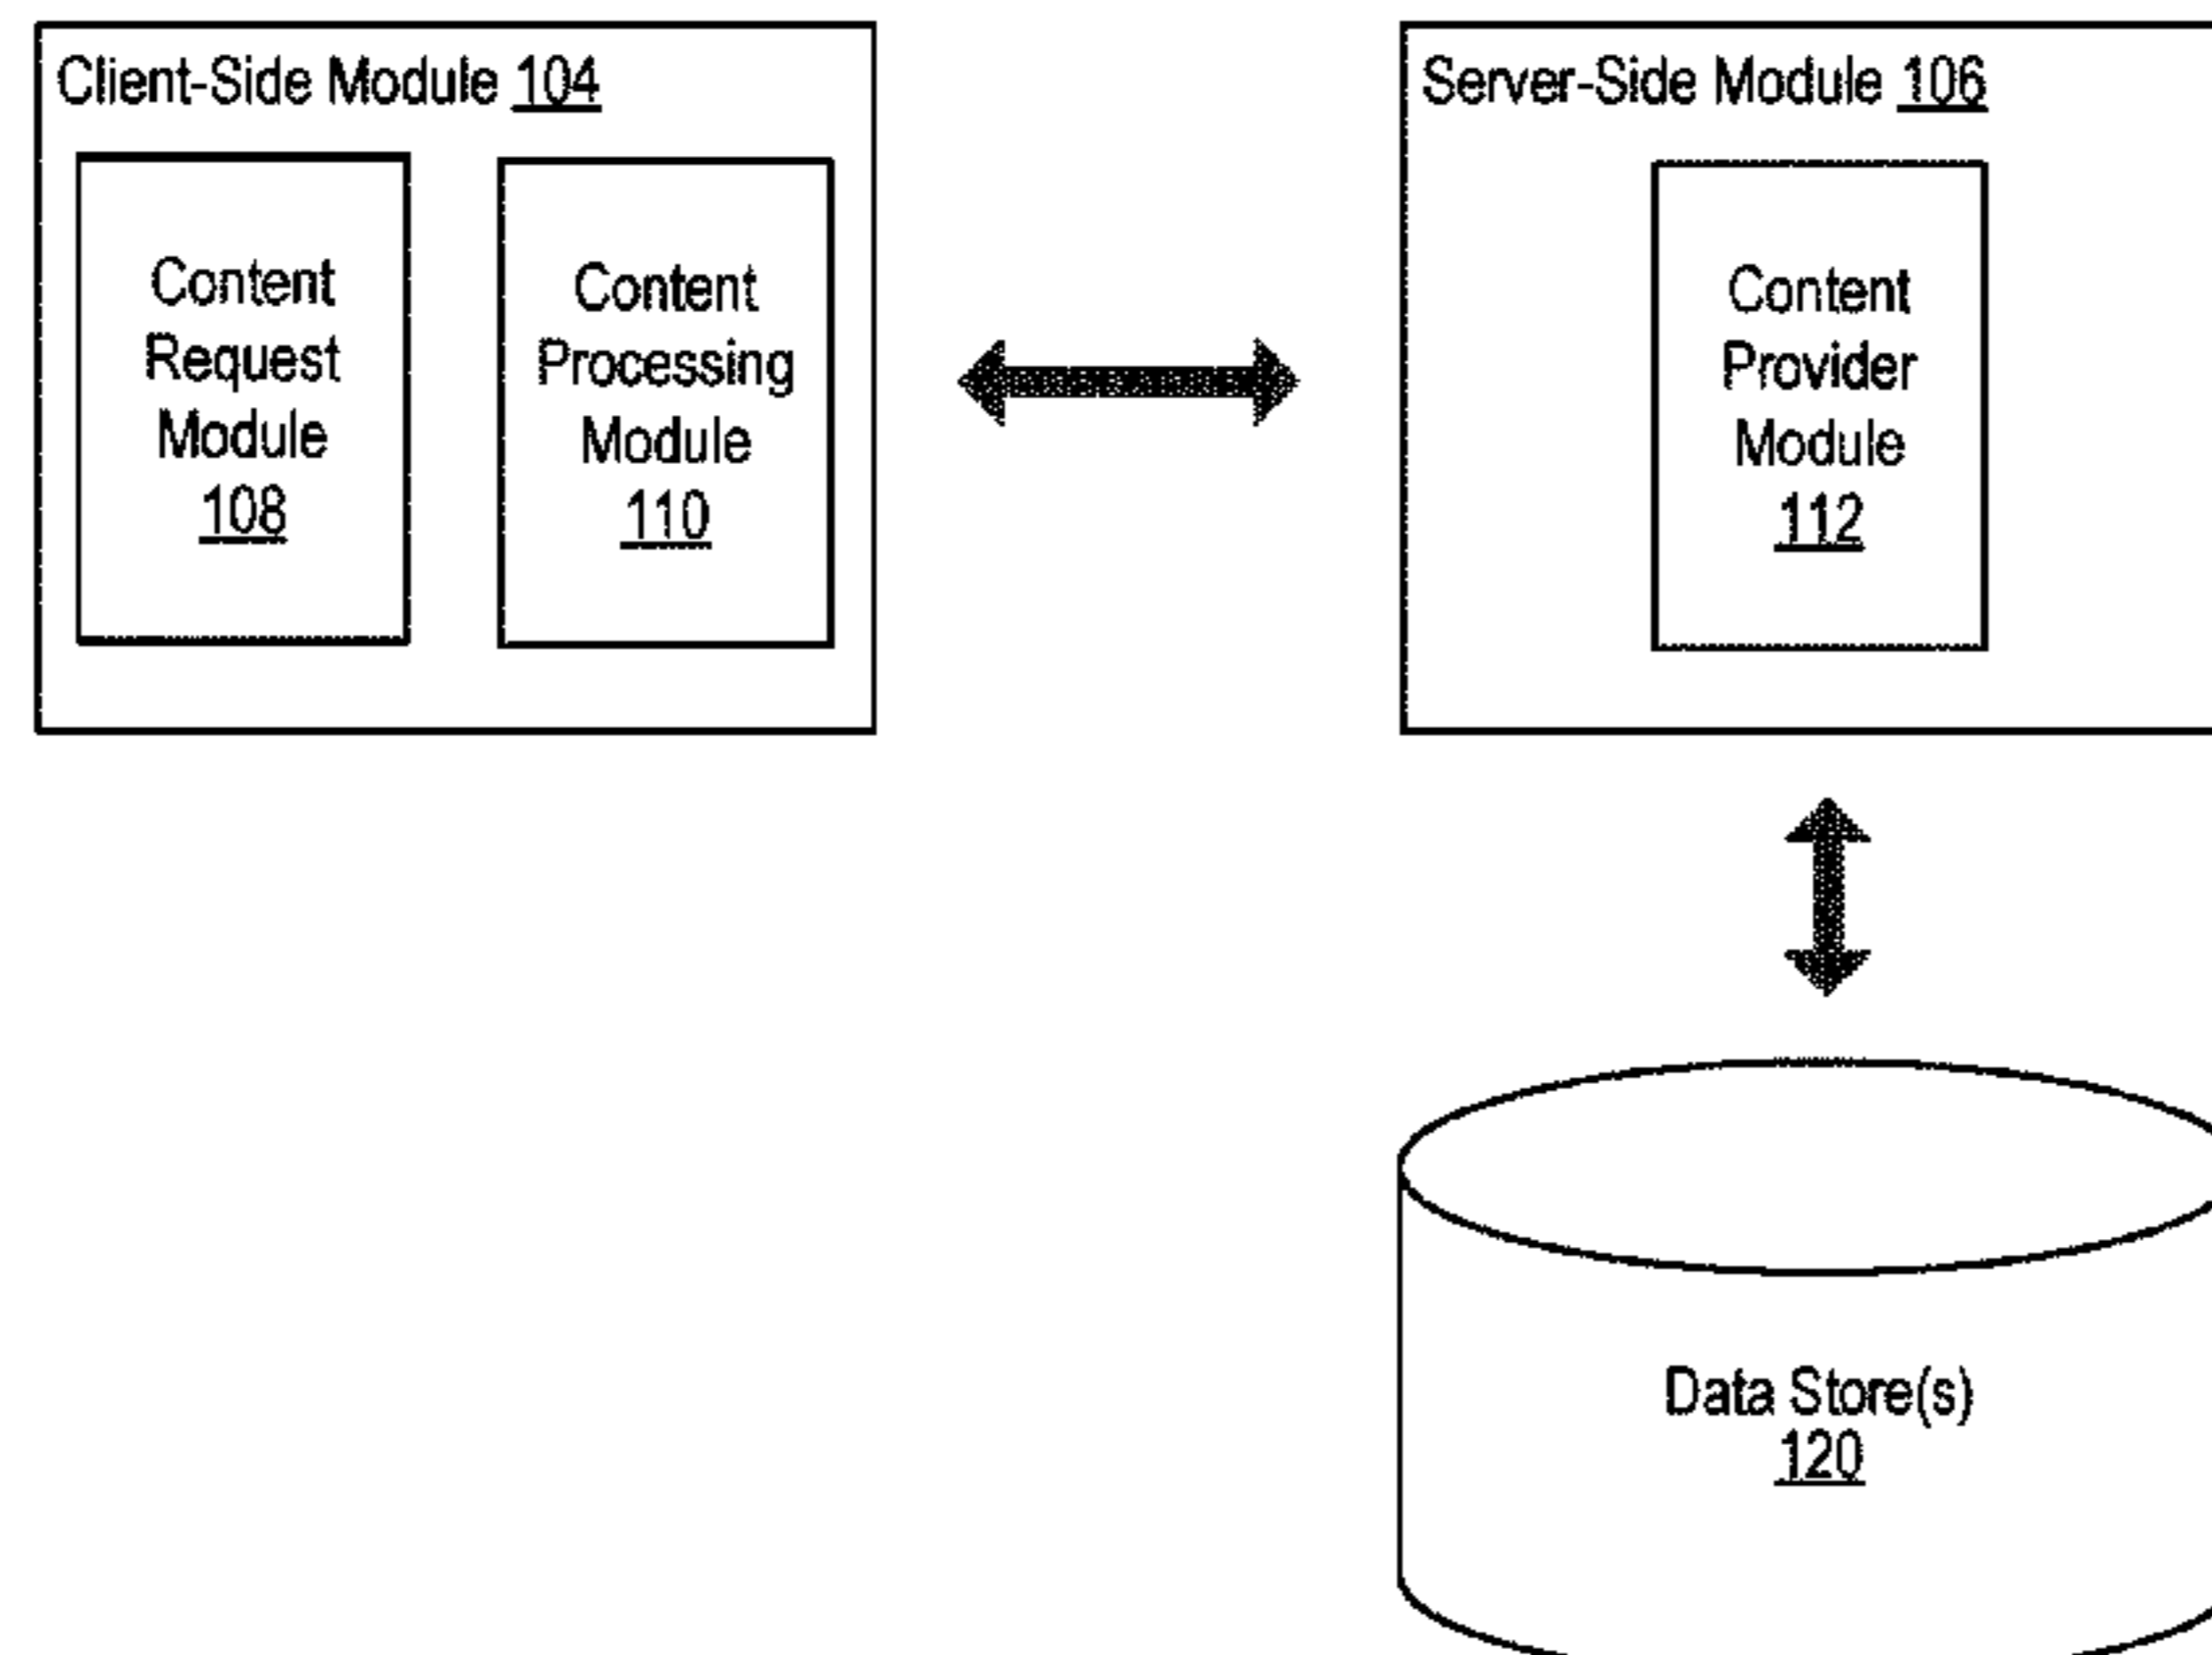 Client-Side Module 104
Content
Request
Module
108
Content
Processing
Module
110
Server-Side Module 106
Content
Provider
Module
112
Data Store(s)
120